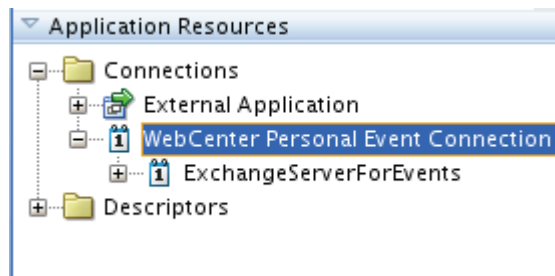 Application Resources
Connections
External Application
WebCenter Personal Event Connection
ExchangeServerForEvents
Descriptors